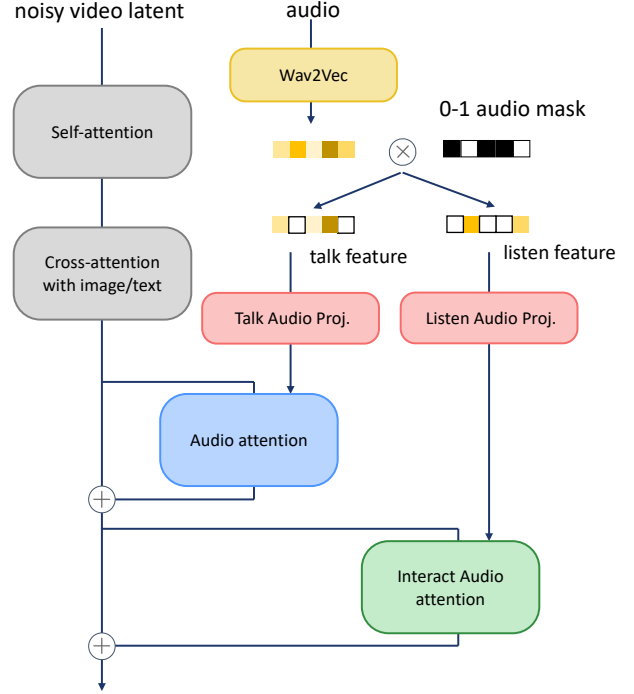 noisy video latent
audio
Wav2Vec
0-1 audio mask
Self-attention
talk feature
listen feature
Cross-attention
with image/text
Talk Audio Proj.
Listen Audio Proj.
Audio attention
Interact Audio
attention